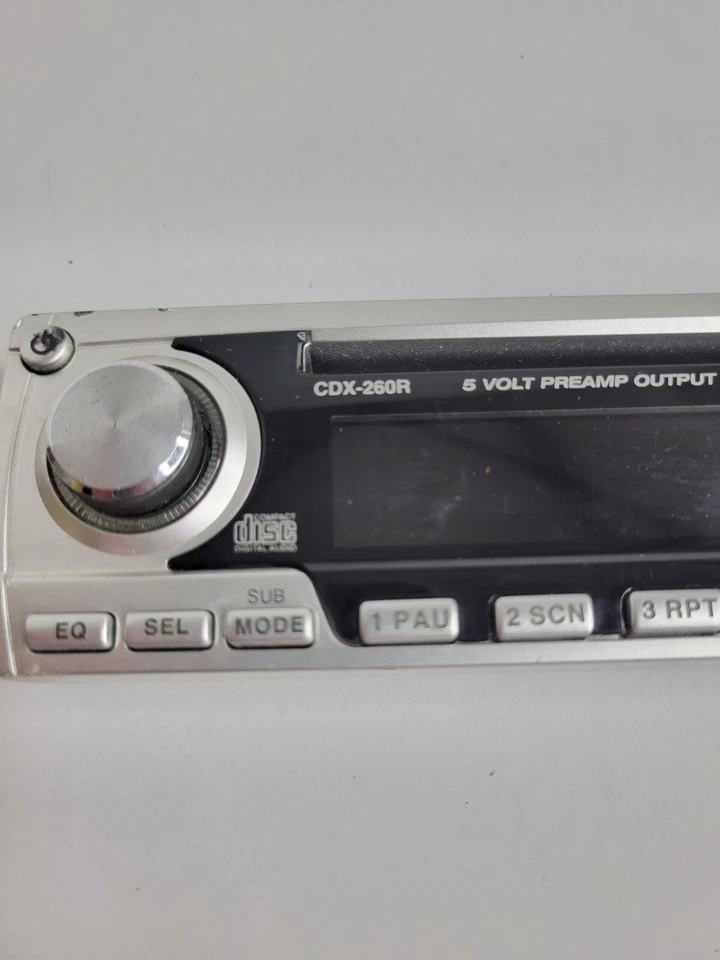 CDX-260R 5 VOLT PREAMP OUTPUT
COMPACT
disc
DIGITAL AUDIO
SUB
EQ SEL MODE 1 PAU 2 SCN 3 RPT